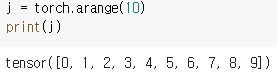 j = torch.arange(10)
print(j)
tensor([0, 1, 2, 3, 4, 5, 6, 7, 8, 9])